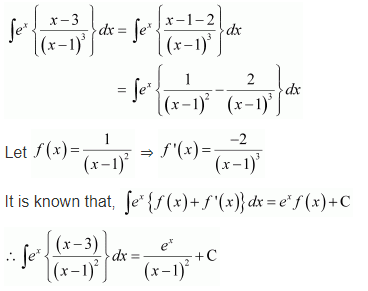 ∫eˣ{(x−3)/(x−1)³}dx = ∫eˣ{(x−1−2)/(x−1)³}dx
= ∫eˣ{1/(x−1)² − 2/(x−1)³}dx
Let f(x) = 1/(x−1)² ⇒ f'(x) = −2/(x−1)³
It is known that, ∫eˣ{f(x)+f'(x)}dx = eˣf(x)+C
∴ ∫eˣ{(x−3)/(x−1)²}dx = eˣ/(x−1)² + C